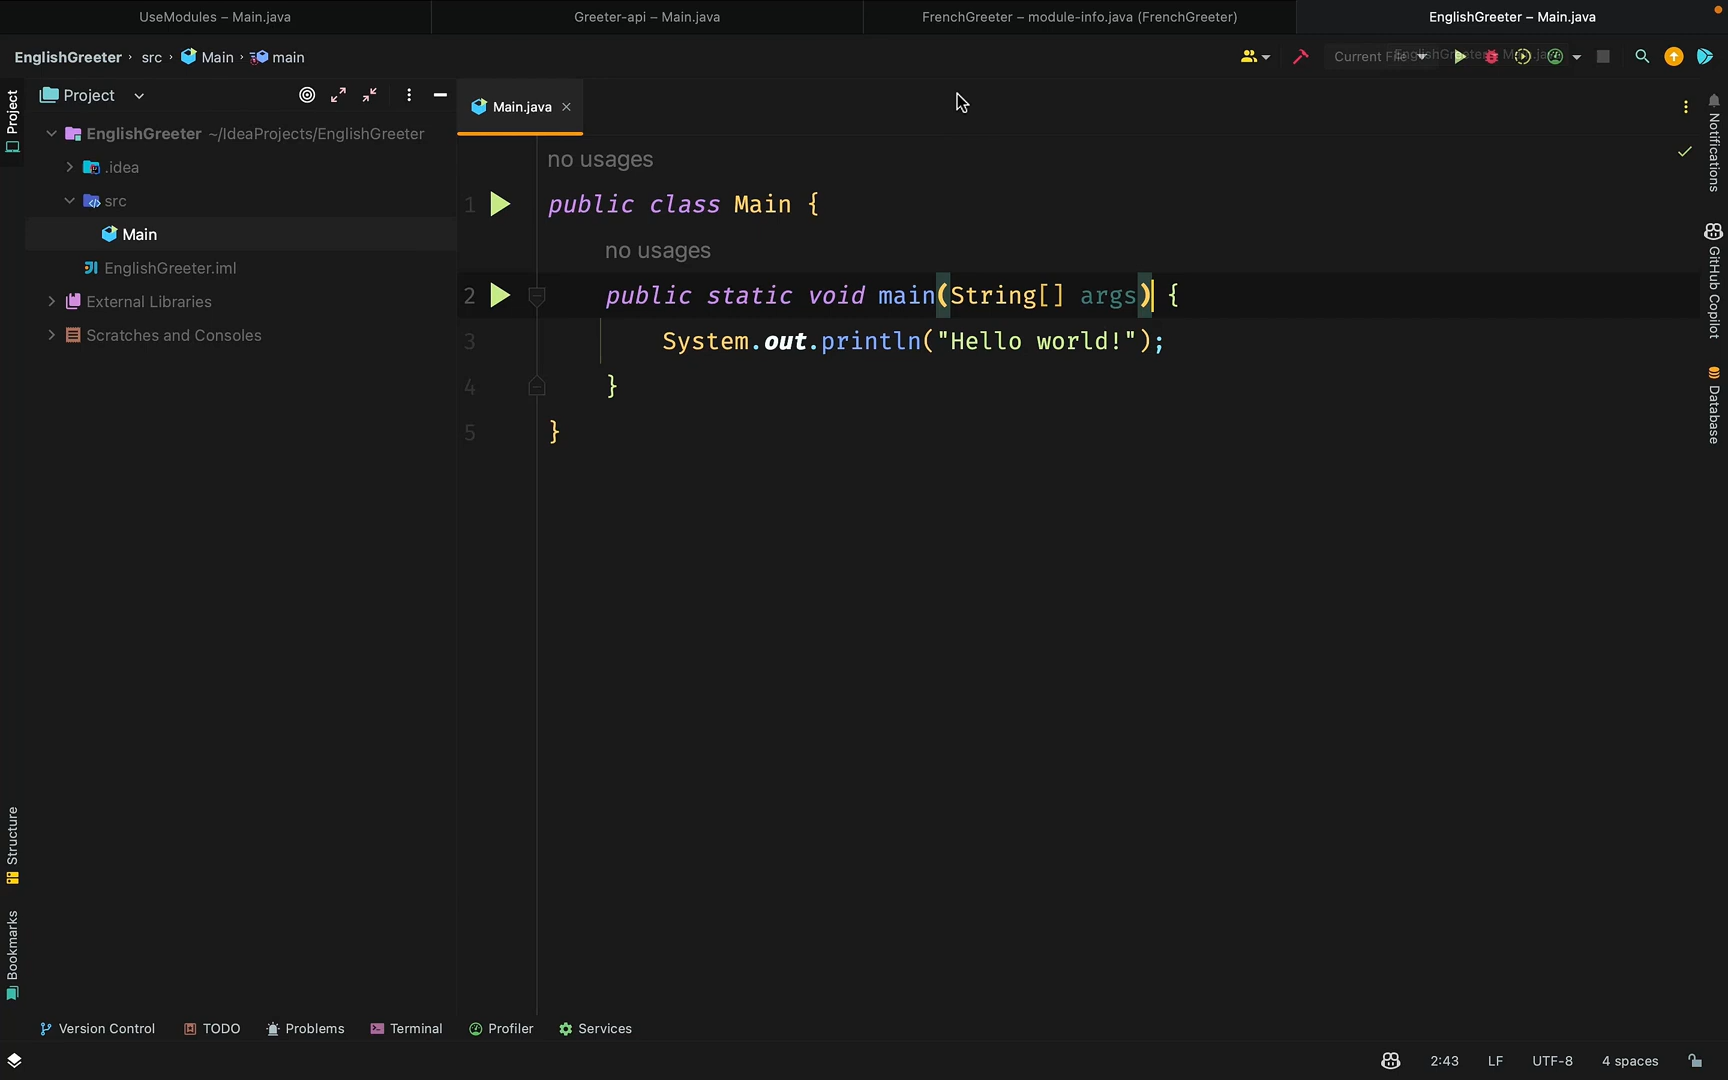 UseModules – Main.java
Greeter-api – Main.java
FrenchGreeter – module-info.java (FrenchGreeter)
EnglishGreeter – Main.java
EnglishGreeter › src › Main › main
Current File
Project
Main.java
Project
EnglishGreeter ~/IdeaProjects/EnglishGreeter
.idea
src
Main
EnglishGreeter.iml
External Libraries
Scratches and Consoles
no usages
1 public class Main {
no usages
2 public static void main(String[] args) {
3 System.out.println("Hello world!");
4 }
5 }
Notifications
GitHub Copilot
Database
Structure
Bookmarks
Version Control
TODO
Problems
Terminal
Profiler
Services
2:43
LF
UTF-8
4 spaces